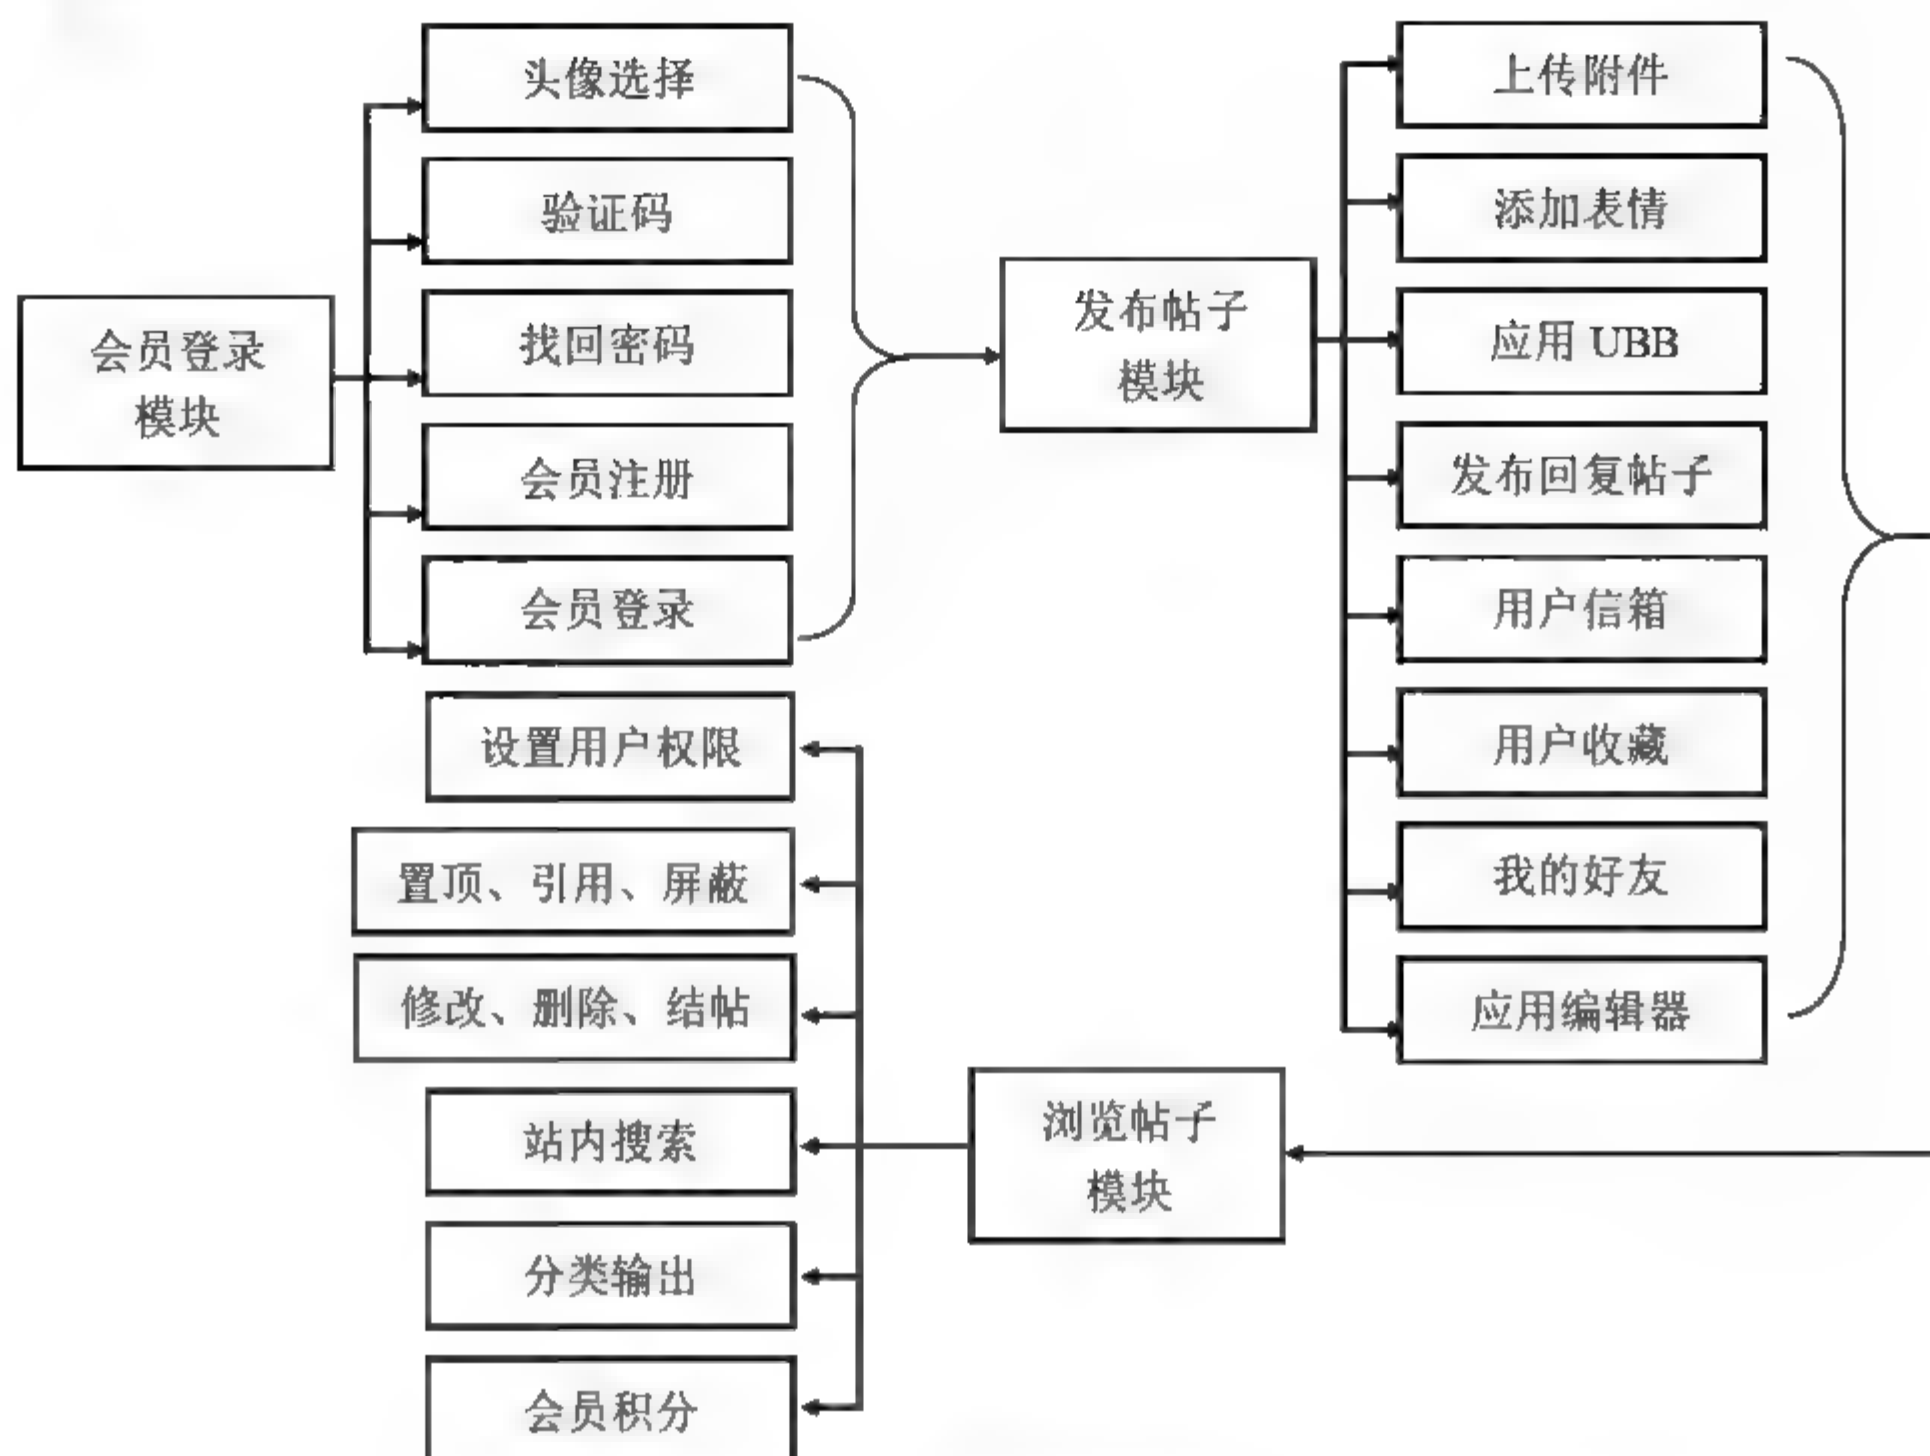 会员登录
模块
头像选择
验证码
找回密码
会员注册
会员登录
发布帖子
模块
上传附件
添加表情
应用 UBB
发布回复帖子
用户信箱
用户收藏
我的好友
应用编辑器
浏览帖子
模块
设置用户权限
置顶、引用、屏蔽
修改、删除、结帖
站内搜索
分类输出
会员积分